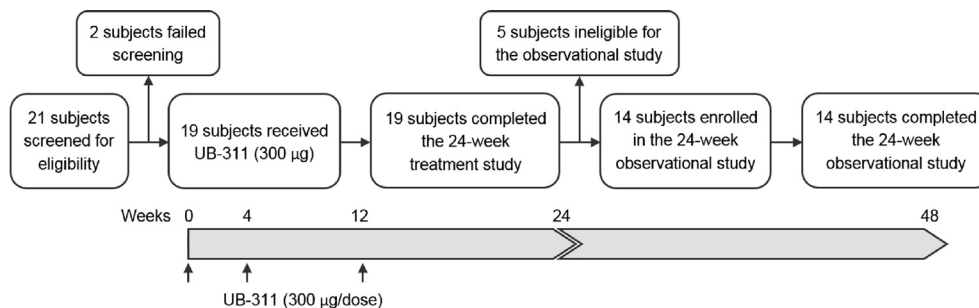 2 subjects failed
screening
5 subjects ineligible for
the observational study
21 subjects
screened for
eligibility
19 subjects received
UB-311 (300 µg)
19 subjects completed
the 24-week
treatment study
14 subjects enrolled
in the 24-week
observational study
14 subjects completed
the 24-week
observational study
Weeks 0 4 12 24 48
UB-311 (300 µg/dose)